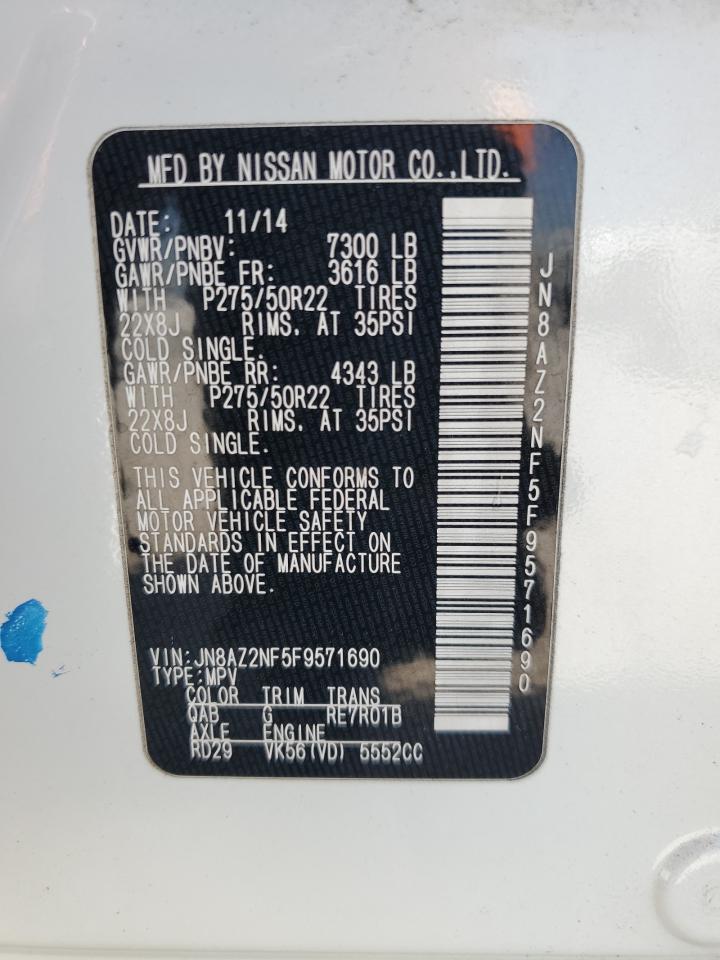 MFD BY NISSAN MOTOR CO.,LTD.
DATE: 11/14
GVWR/PNBV: 7300 LB
GAWR/PNBE FR: 3616 LB
WITH P275/50R22 TIRES
22X8J RIMS, AT 35PSI
COLD SINGLE.
GAWR/PNBE RR: 4343 LB
WITH P275/50R22 TIRES
22X8J RIMS, AT 35PSI
COLD SINGLE.
THIS VEHICLE CONFORMS TO
ALL APPLICABLE FEDERAL
MOTOR VEHICLE SAFETY
STANDARDS IN EFFECT ON
THE DATE OF MANUFACTURE
SHOWN ABOVE.
VIN:JN8AZ2NF5F9571690
TYPE:MPV
COLOR TRIM TRANS
QAB G RE7R01B
AXLE ENGINE
RD29 VK56(VD) 5552CC
JN8AZ2NF5F9571690